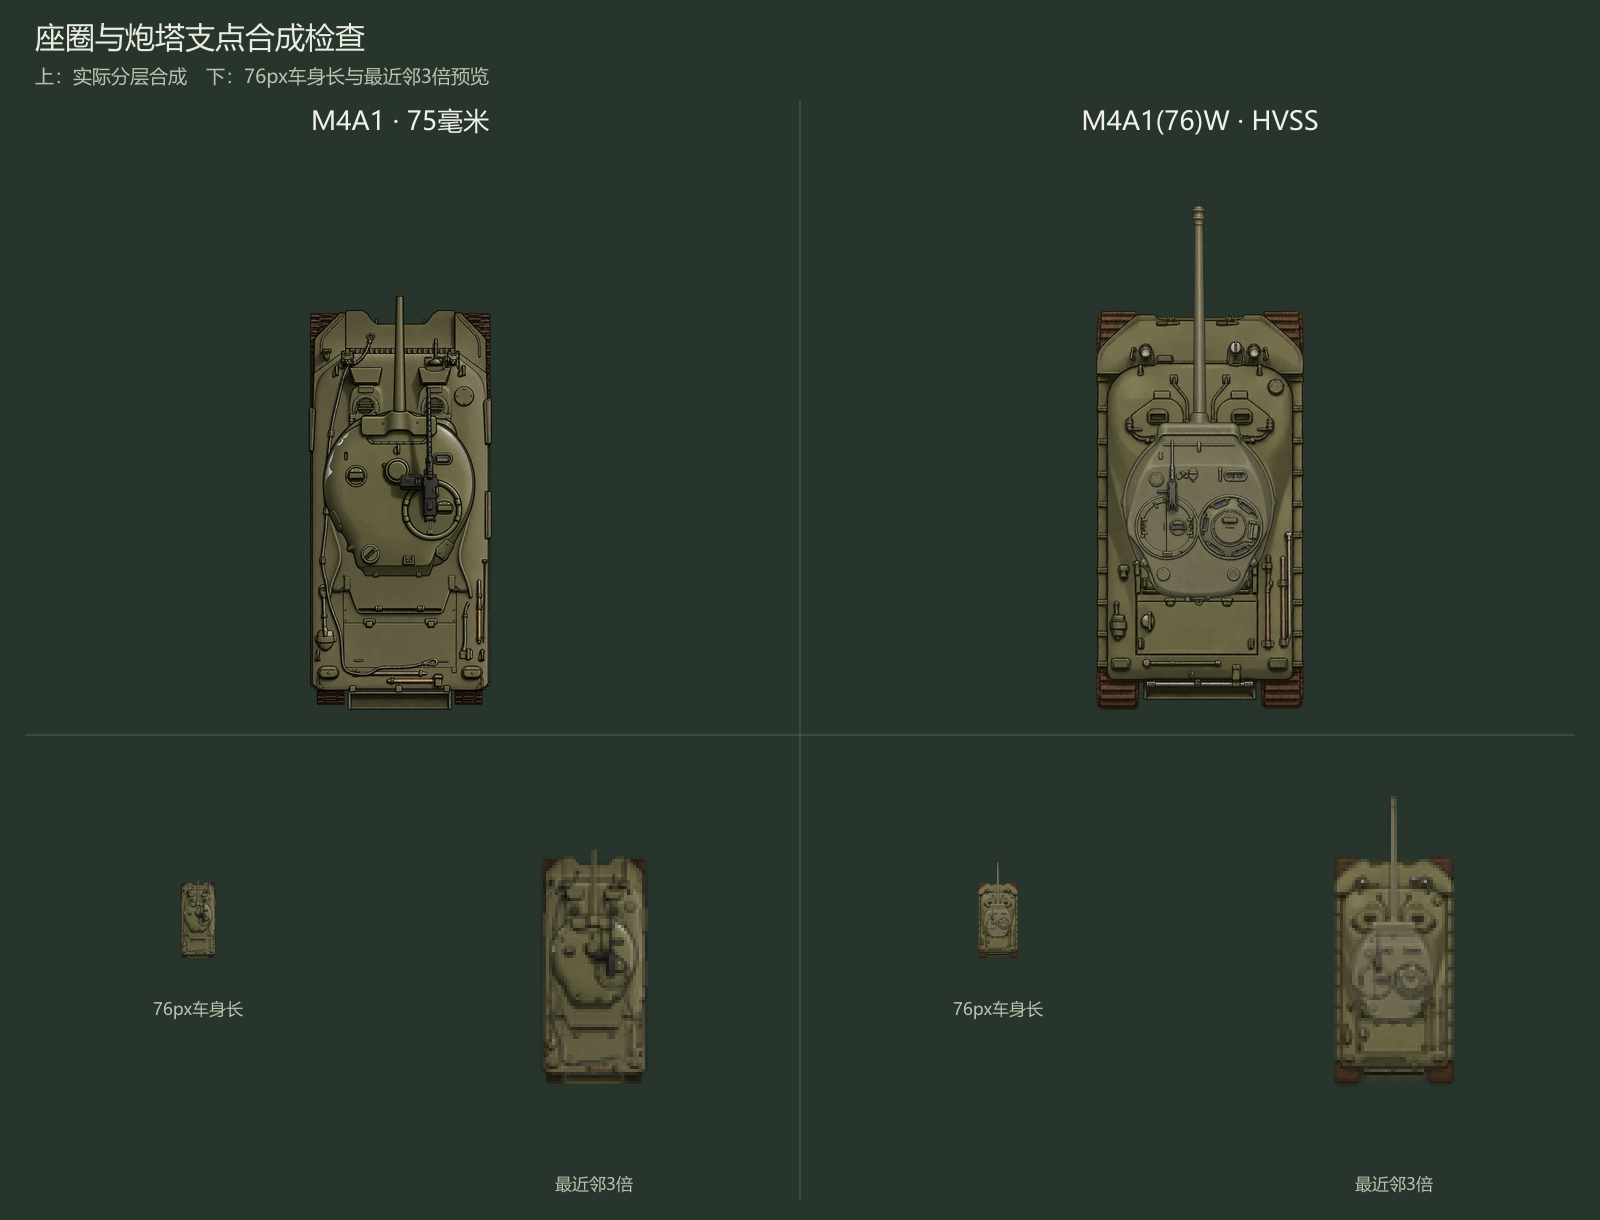 座圈与炮塔支点合成检查
上：实际分层合成　下：76px车身长与最近邻3倍预览
M4A1 · 75毫米
M4A1(76)W · HVSS
76px车身长
最近邻3倍
76px车身长
最近邻3倍